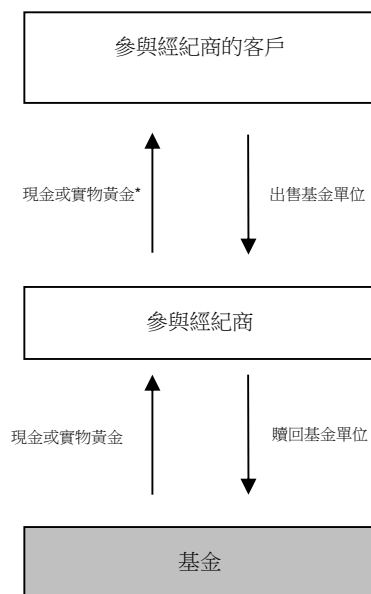 參與經紀商的客戶
現金或實物黃金*
出售基金單位
參與經紀商
現金或實物黃金
贖回基金單位
基金